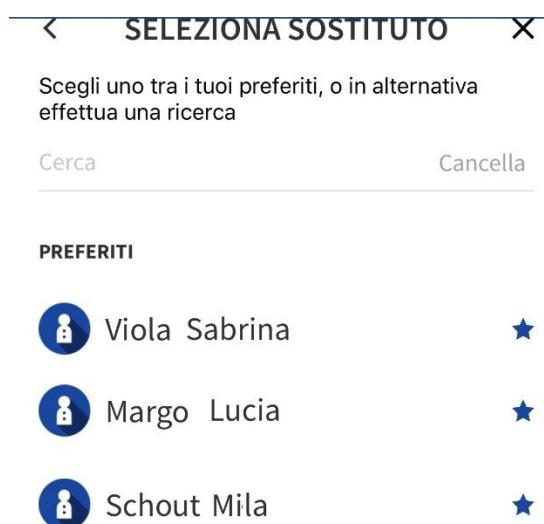 SELEZIONA SOSTITUTO
Scegli uno tra i tuoi preferiti, o in alternativa
effettua una ricerca
Cerca Cancella
PREFERITI
Viola Sabrina
Margo Lucia
Schout Mila